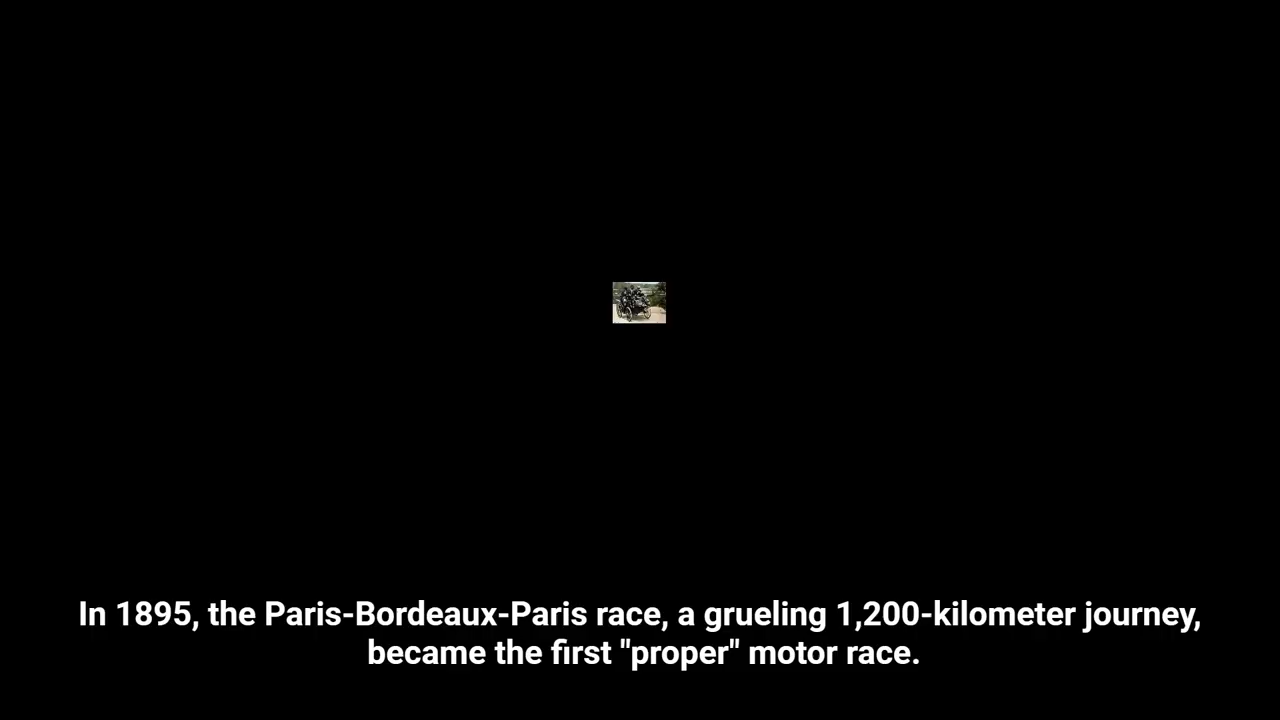 In 1895, the Paris-Bordeaux-Paris race, a grueling 1,200-kilometer journey,
became the first "proper" motor race.